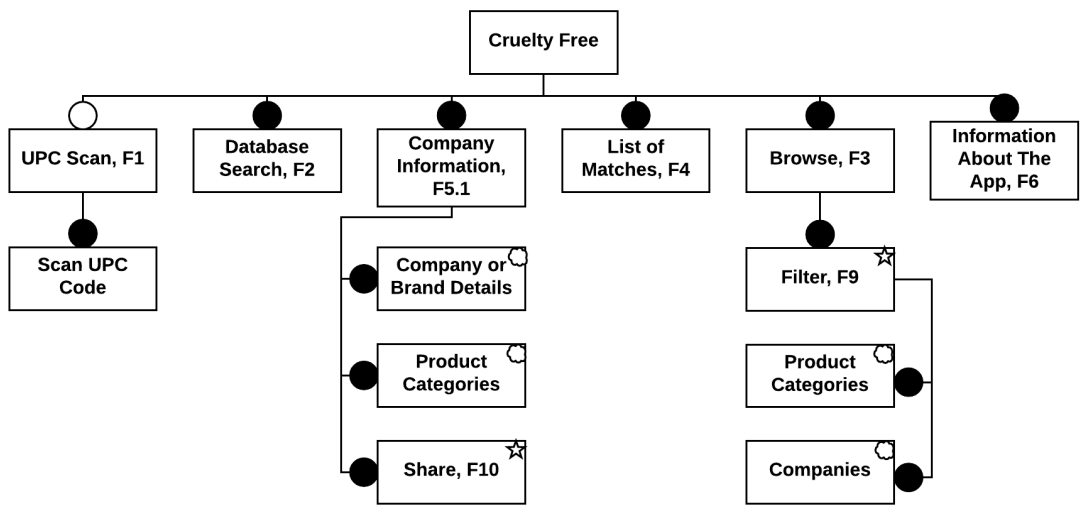 Cruelty Free
UPC Scan, F1
Database
Search, F2
Company
Information,
F5.1
List of
Matches, F4
Browse, F3
Information
About The
App, F6
Scan UPC
Code
Company or
Brand Details
Product
Categories
Share, F10
Filter, F9
Product
Categories
Companies